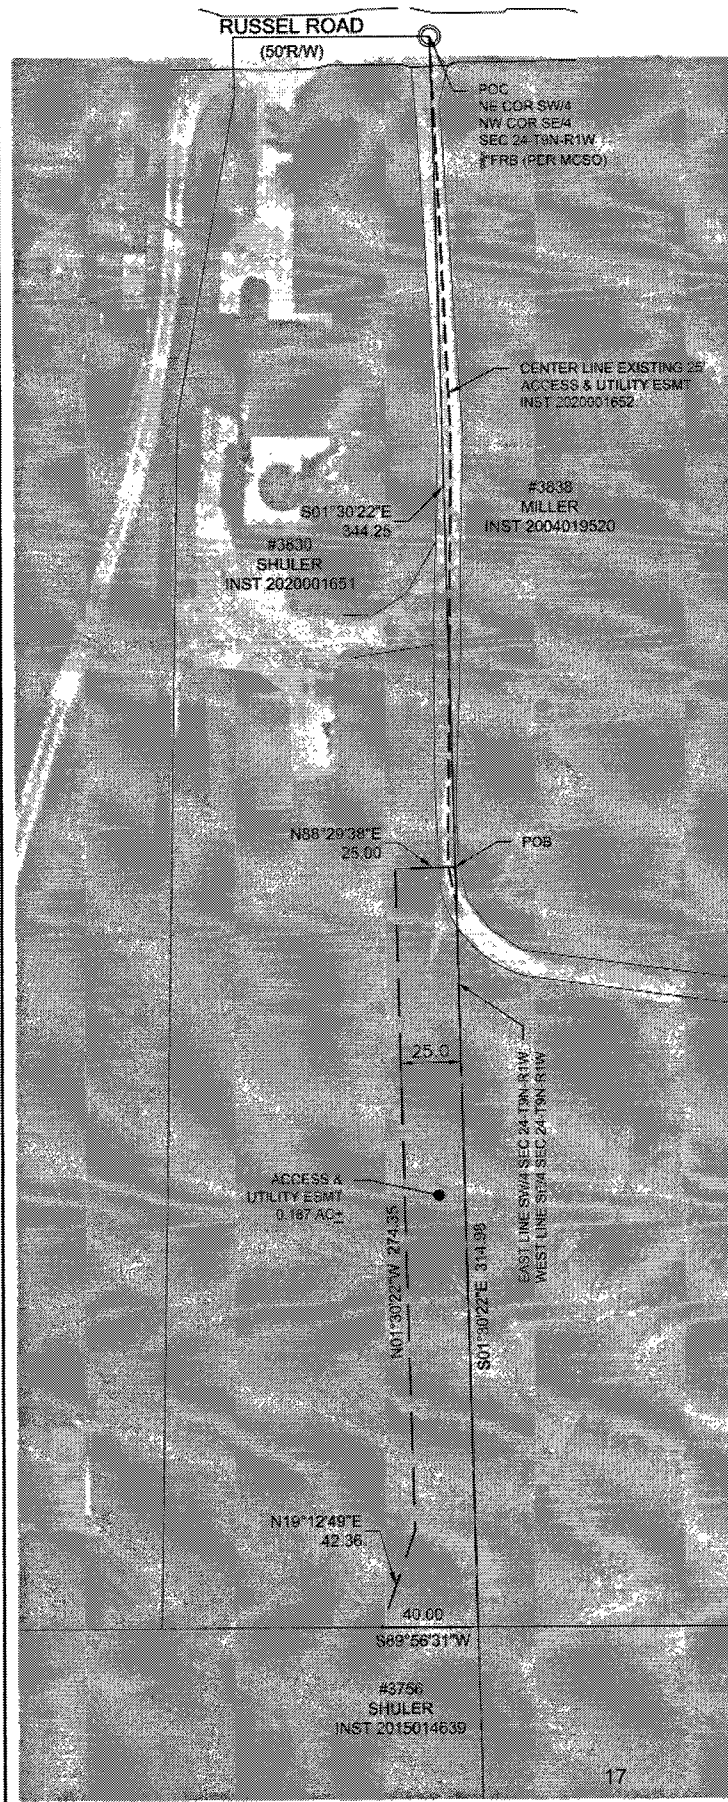 RUSSEL ROAD
(50'R/W)
POC
NE COR SW/4
NW COR SE/4
SEC 24-T9N-R1W
FRB (PER MCSO)
CENTER LINE EXISTING 25'
ACCESS & UTILITY ESMT
INST 2020001652
S01°30'22"E
344.25
#3838
MILLER
INST 2004019520
#3830
SHULER
INST 2020001651
N88°29'38"E
25.00
POB
25.0
EAST LINE SW/4 SEC 24-T9N-R1W
WEST LINE SE/4 SEC 24-T9N-R1W
ACCESS &
UTILITY ESMT
0.187 AC±
N01°30'22"W 274.35
S01°30'22"E 314.98
N19°12'49"E
42.36
40.00
S89°56'31"W
#3756
SHULER
INST 2015014639
17